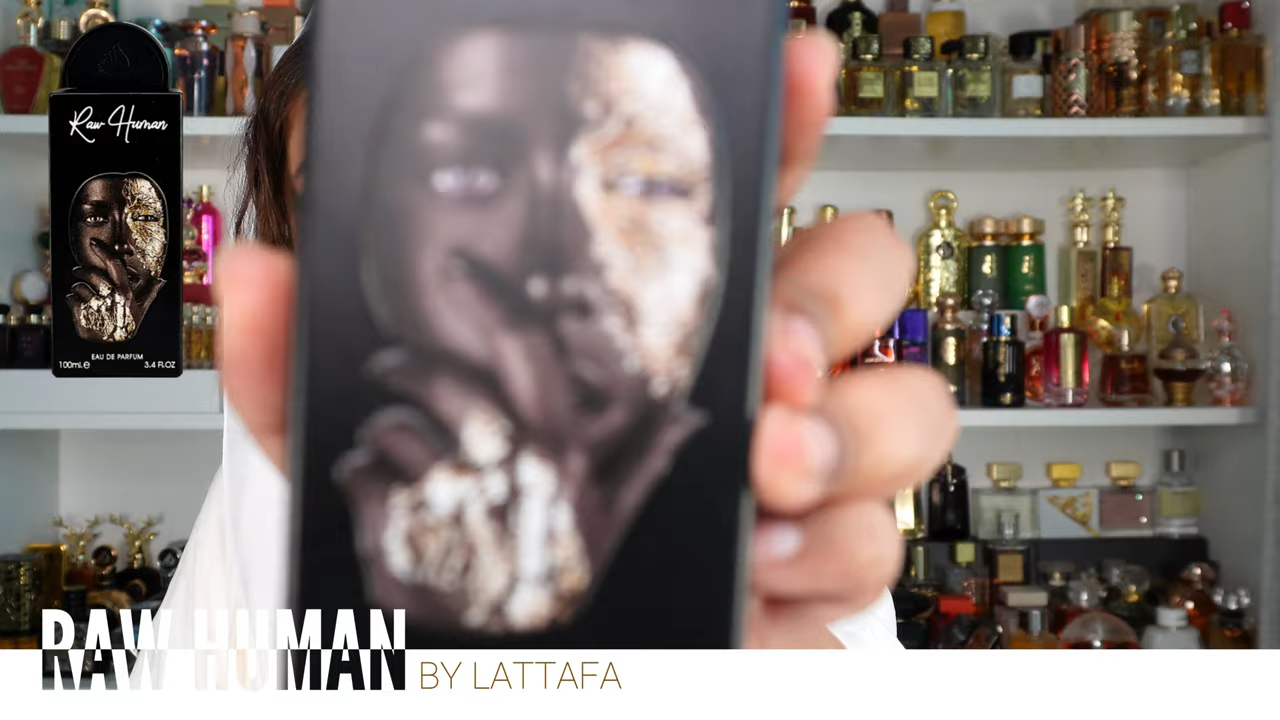 Raw Human
EAU DE PARFUM
100ml.℮ 3.4 FL.OZ
RAW HUMAN BY LATTAFA